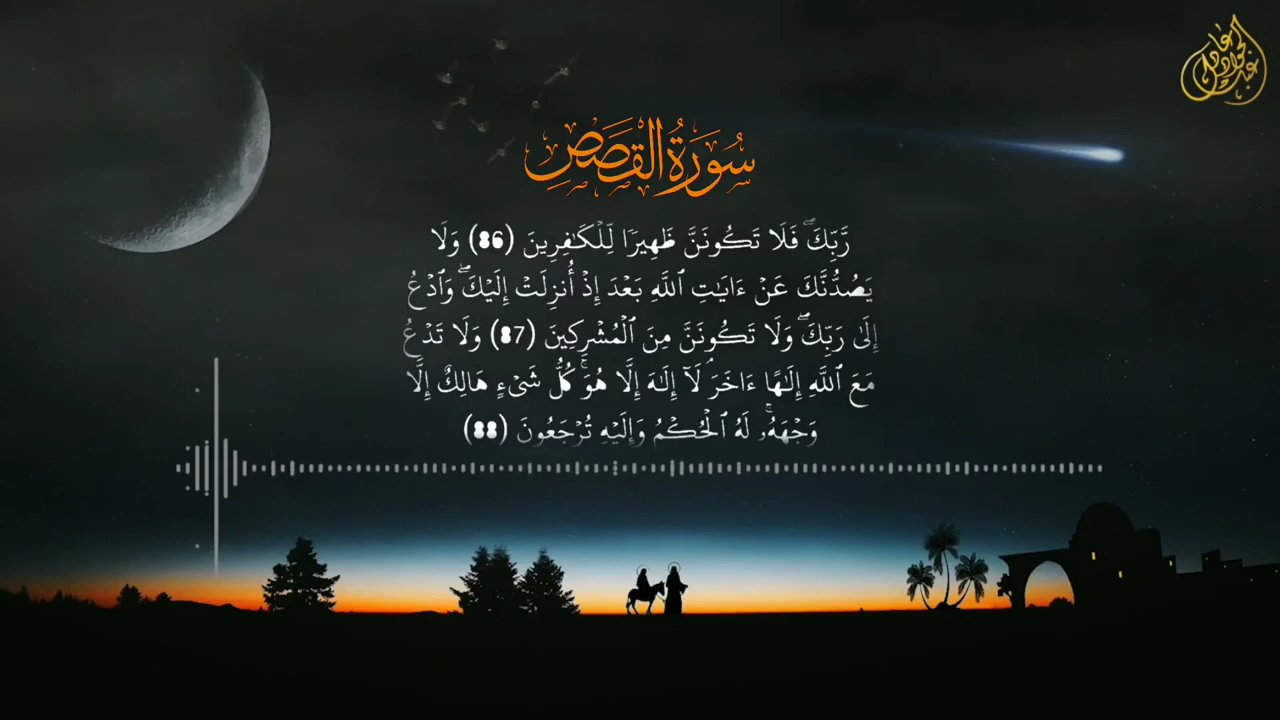 سُورَةُ القَصَصِ
رَّبِّكَۖ فَلَا تَكُونَنَّ ظَهِيرٗا لِّلۡكَٰفِرِينَ (86) وَلَا
يَصُدُّنَّكَ عَنۡ ءَايَٰتِ ٱللَّهِ بَعۡدَ إِذۡ أُنزِلَتۡ إِلَيۡكَۖ وَٱدۡعُ
إِلَىٰ رَبِّكَۖ وَلَا تَكُونَنَّ مِنَ ٱلۡمُشۡرِكِينَ (87) وَلَا تَدۡعُ
مَعَ ٱللَّهِ إِلَٰهًا ءَاخَرَۘ لَآ إِلَٰهَ إِلَّا هُوَۚ كُلُّ شَيۡءٍ هَالِكٌ إِلَّا
وَجۡهَهُۥۚ لَهُ ٱلۡحُكۡمُ وَإِلَيۡهِ تُرۡجَعُونَ (88)